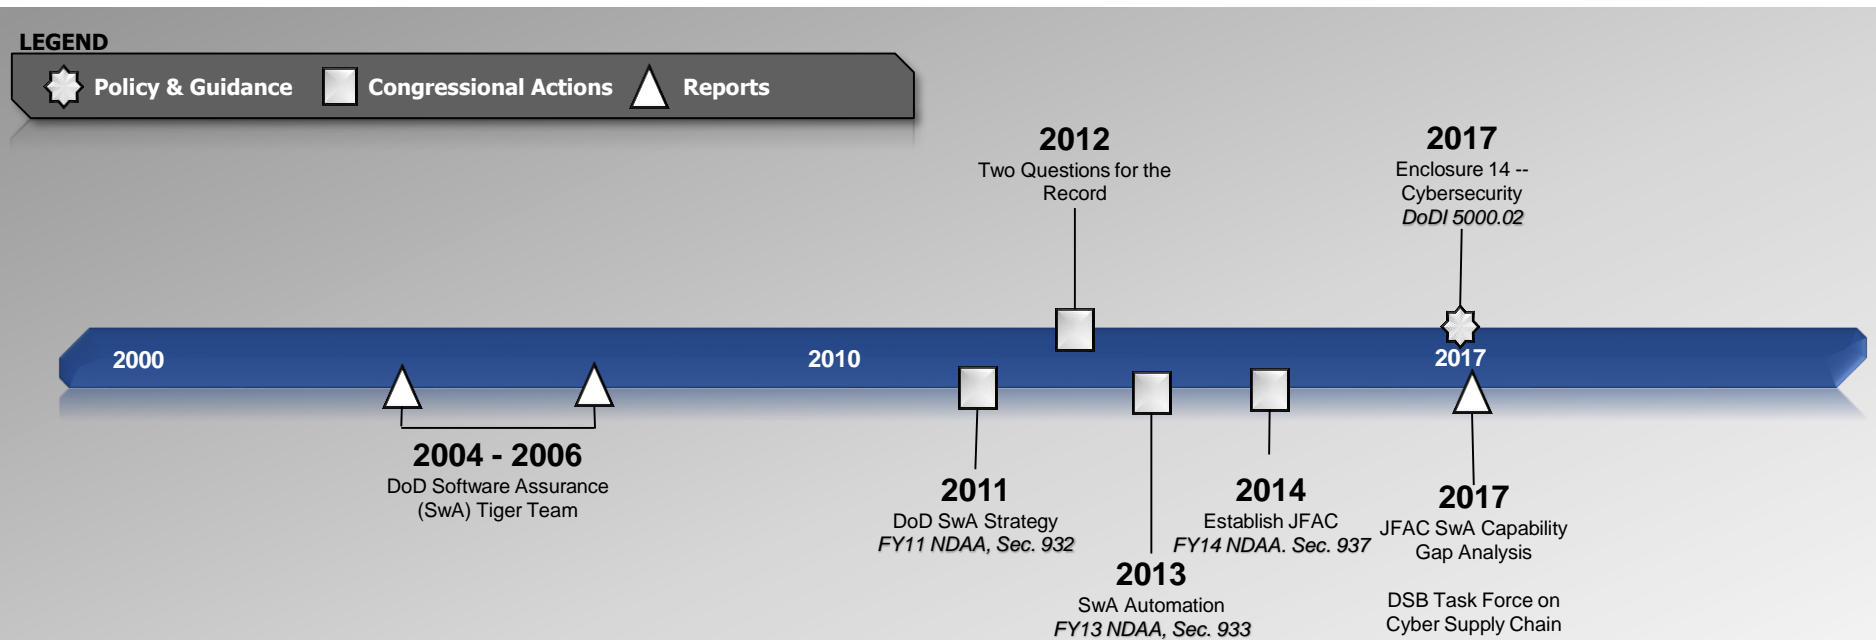 LEGEND
Policy & Guidance
Congressional Actions
Reports
2012
Two Questions for the
Record
2017
Enclosure 14 --
Cybersecurity
DoDI 5000.02
2000
2010
2017
2004 - 2006
DoD Software Assurance
(SwA) Tiger Team
2011
DoD SwA Strategy
FY11 NDAA, Sec. 932
2013
SwA Automation
FY13 NDAA, Sec. 933
2014
Establish JFAC
FY14 NDAA. Sec. 937
2017
JFAC SwA Capability
Gap Analysis
DSB Task Force on
Cyber Supply Chain